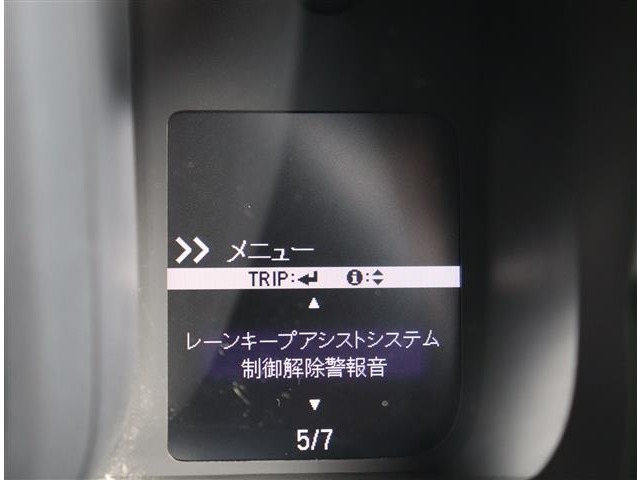 >> メニュー
TRIP:↵ ℹ:⬍
▲
レーンキープアシストシステム
制御解除警報音
▼
5/7